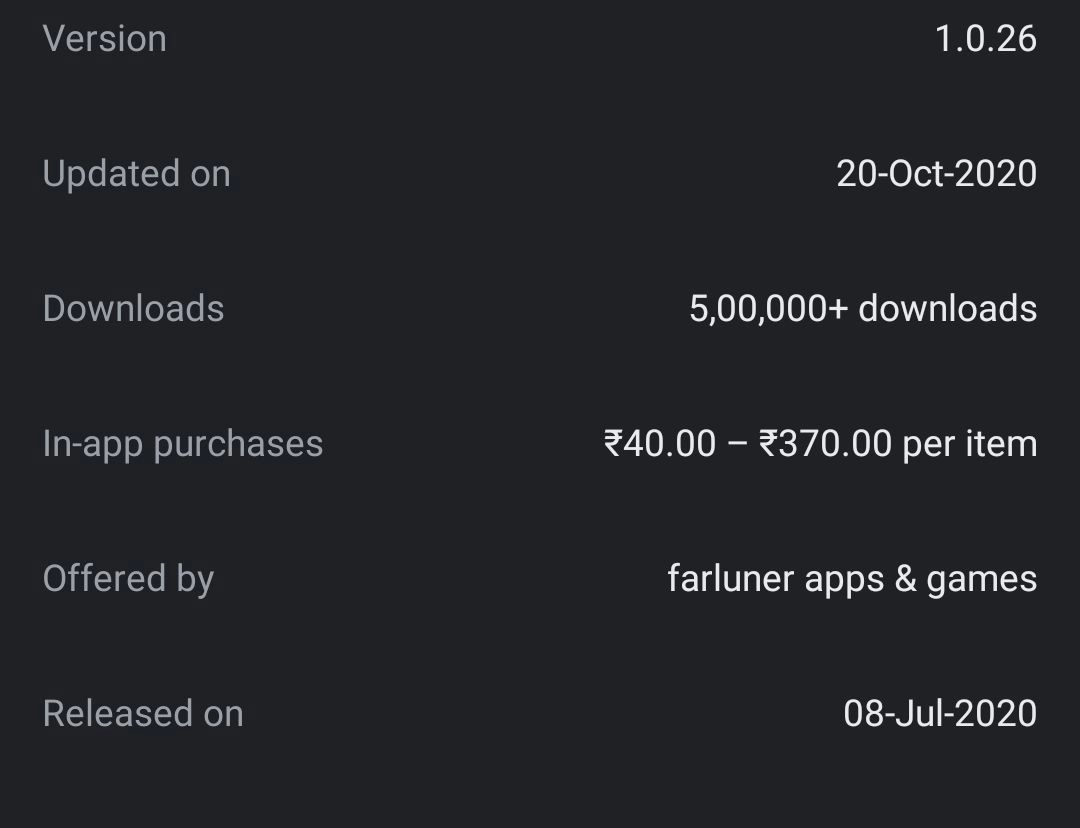 Version 1.0.26
Updated on 20-Oct-2020
Downloads 5,00,000+ downloads
In-app purchases ₹40.00 – ₹370.00 per item
Offered by farluner apps & games
Released on 08-Jul-2020